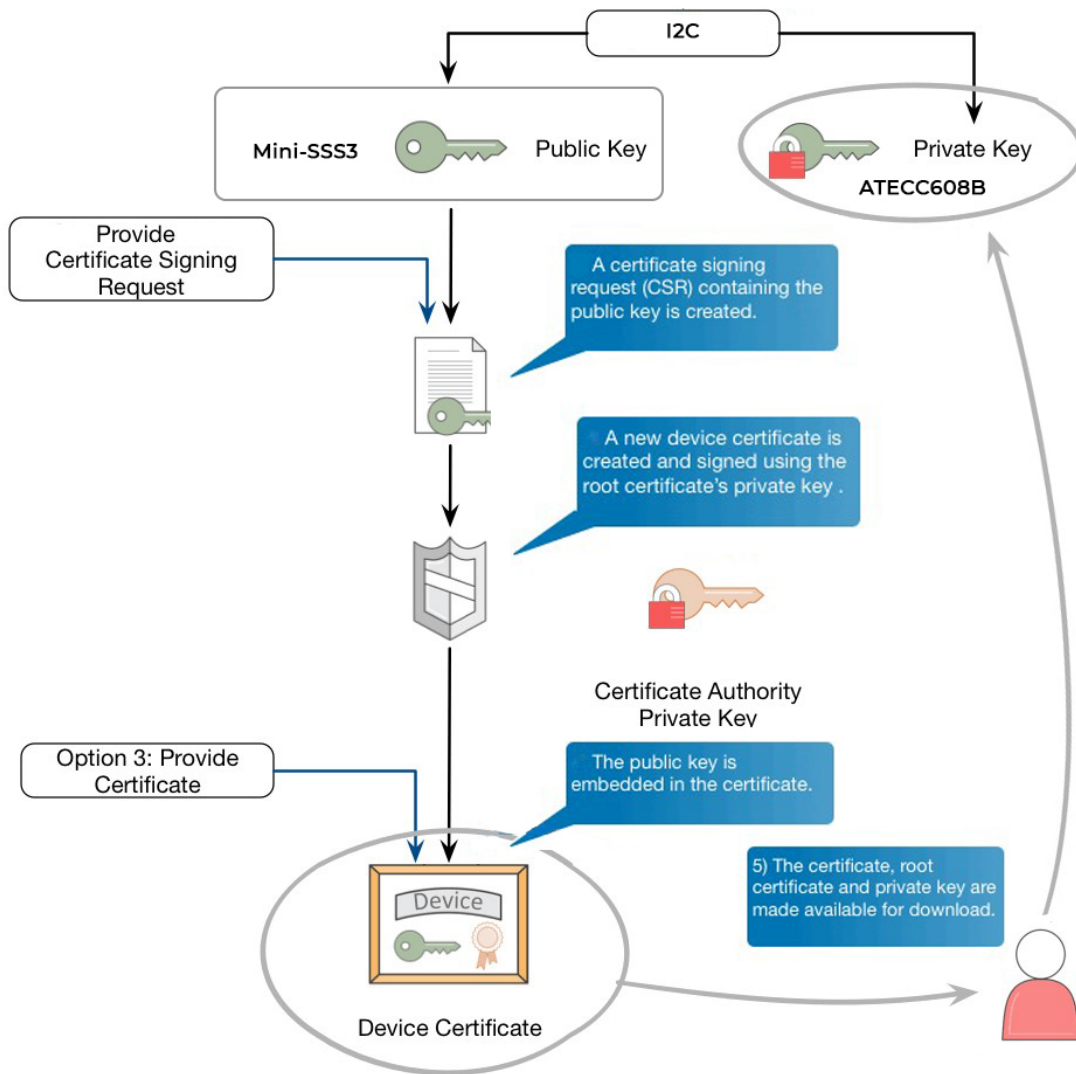 I2C
Mini-SSS3
Public Key
Private Key
ATECC608B
Provide
Certificate Signing
Request
A certificate signing
request (CSR) containing the
public key is created.
A new device certificate is
created and signed using the
root certificate's private key .
Certificate Authority
Private Key
Option 3: Provide
Certificate
The public key is
embedded in the certificate.
Device
5) The certificate, root
certificate and private key are
made available for download.
Device Certificate